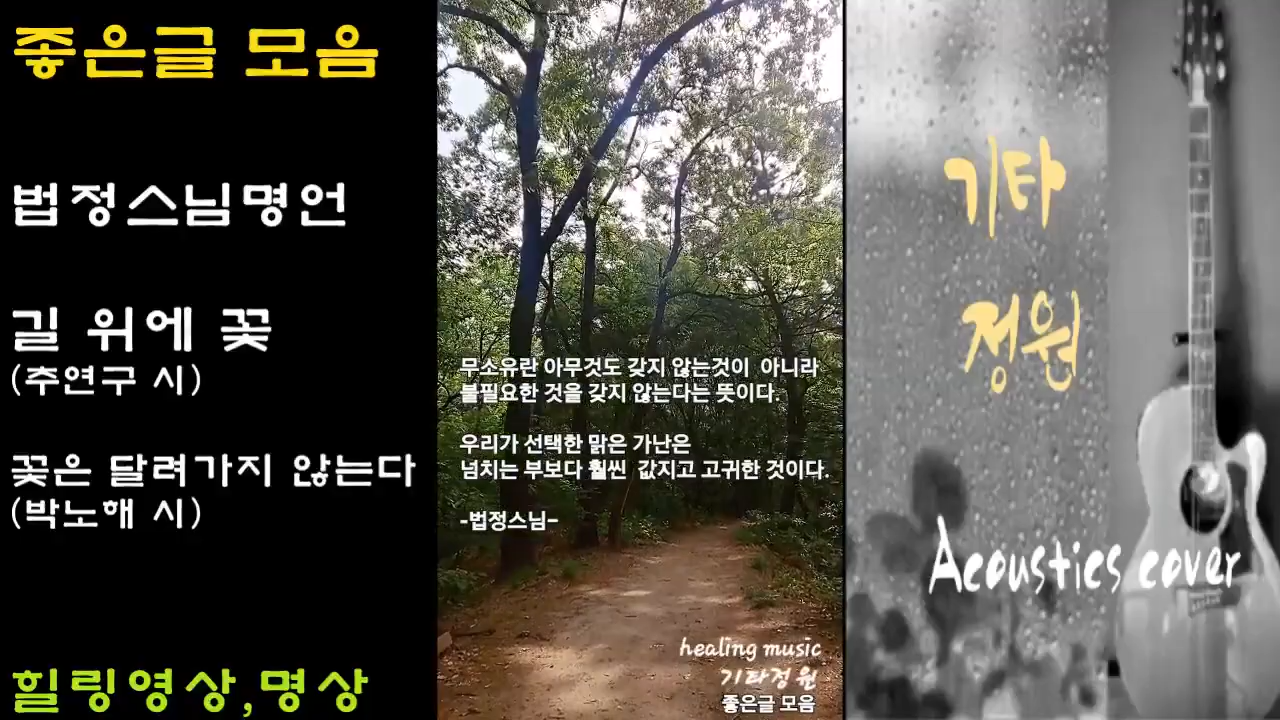 좋은글 모음
법정스님명언
길 위에 꽃
(추연구 시)
꽃은 달려가지 않는다
(박노해 시)
힐링영상,명상
무소유란 아무것도 갖지 않는것이 아니라
불필요한 것을 갖지 않는다는 뜻이다.
우리가 선택한 맑은 가난은
넘치는 부보다 훨씬 값지고 고귀한 것이다.
-법정스님-
healing music
기타정원
좋은글 모음
기타
정원
Acoustics cover